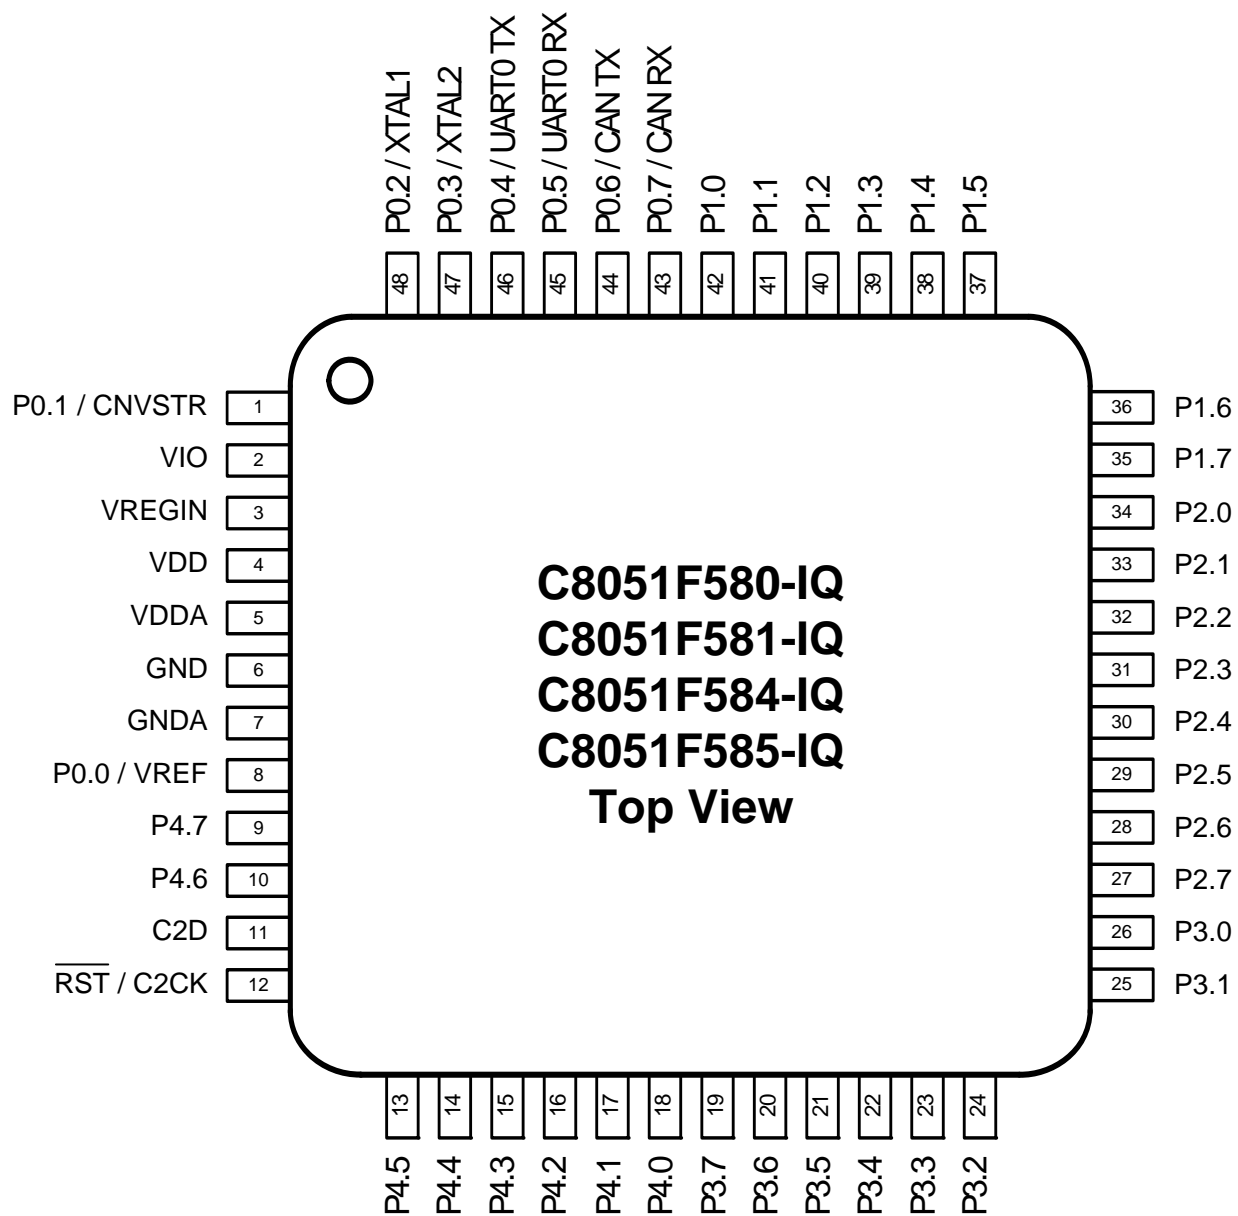 P0.2 / XTAL1
P0.3 / XTAL2
P0.4 / UART0 TX
P0.5 / UART0 RX
P0.6 / CAN TX
P0.7 / CAN RX
P1.0
P1.1
P1.2
P1.3
P1.4
P1.5
48
47
46
45
44
43
42
41
40
39
38
37
P0.1 / CNVSTR 1
VIO 2
VREGIN 3
VDD 4
VDDA 5
GND 6
GNDA 7
P0.0 / VREF 8
P4.7 9
P4.6 10
C2D 11
RST / C2CK 12
C8051F580-IQ
C8051F581-IQ
C8051F584-IQ
C8051F585-IQ
Top View
36 P1.6
35 P1.7
34 P2.0
33 P2.1
32 P2.2
31 P2.3
30 P2.4
29 P2.5
28 P2.6
27 P2.7
26 P3.0
25 P3.1
13
14
15
16
17
18
19
20
21
22
23
24
P4.5
P4.4
P4.3
P4.2
P4.1
P4.0
P3.7
P3.6
P3.5
P3.4
P3.3
P3.2